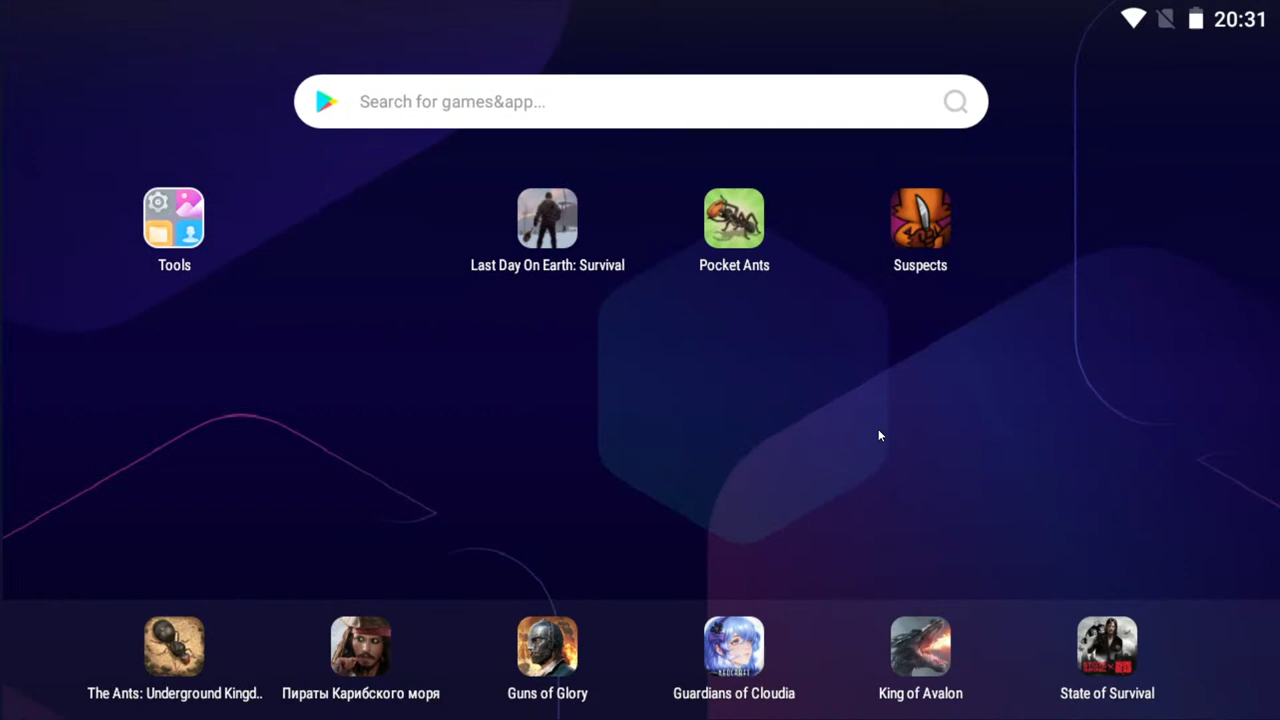 20:31
Search for games&app...
Tools
Last Day On Earth: Survival
Pocket Ants
Suspects
The Ants: Underground Kingd..
Пираты Карибского моря
Guns of Glory
Guardians of Cloudia
King of Avalon
State of Survival